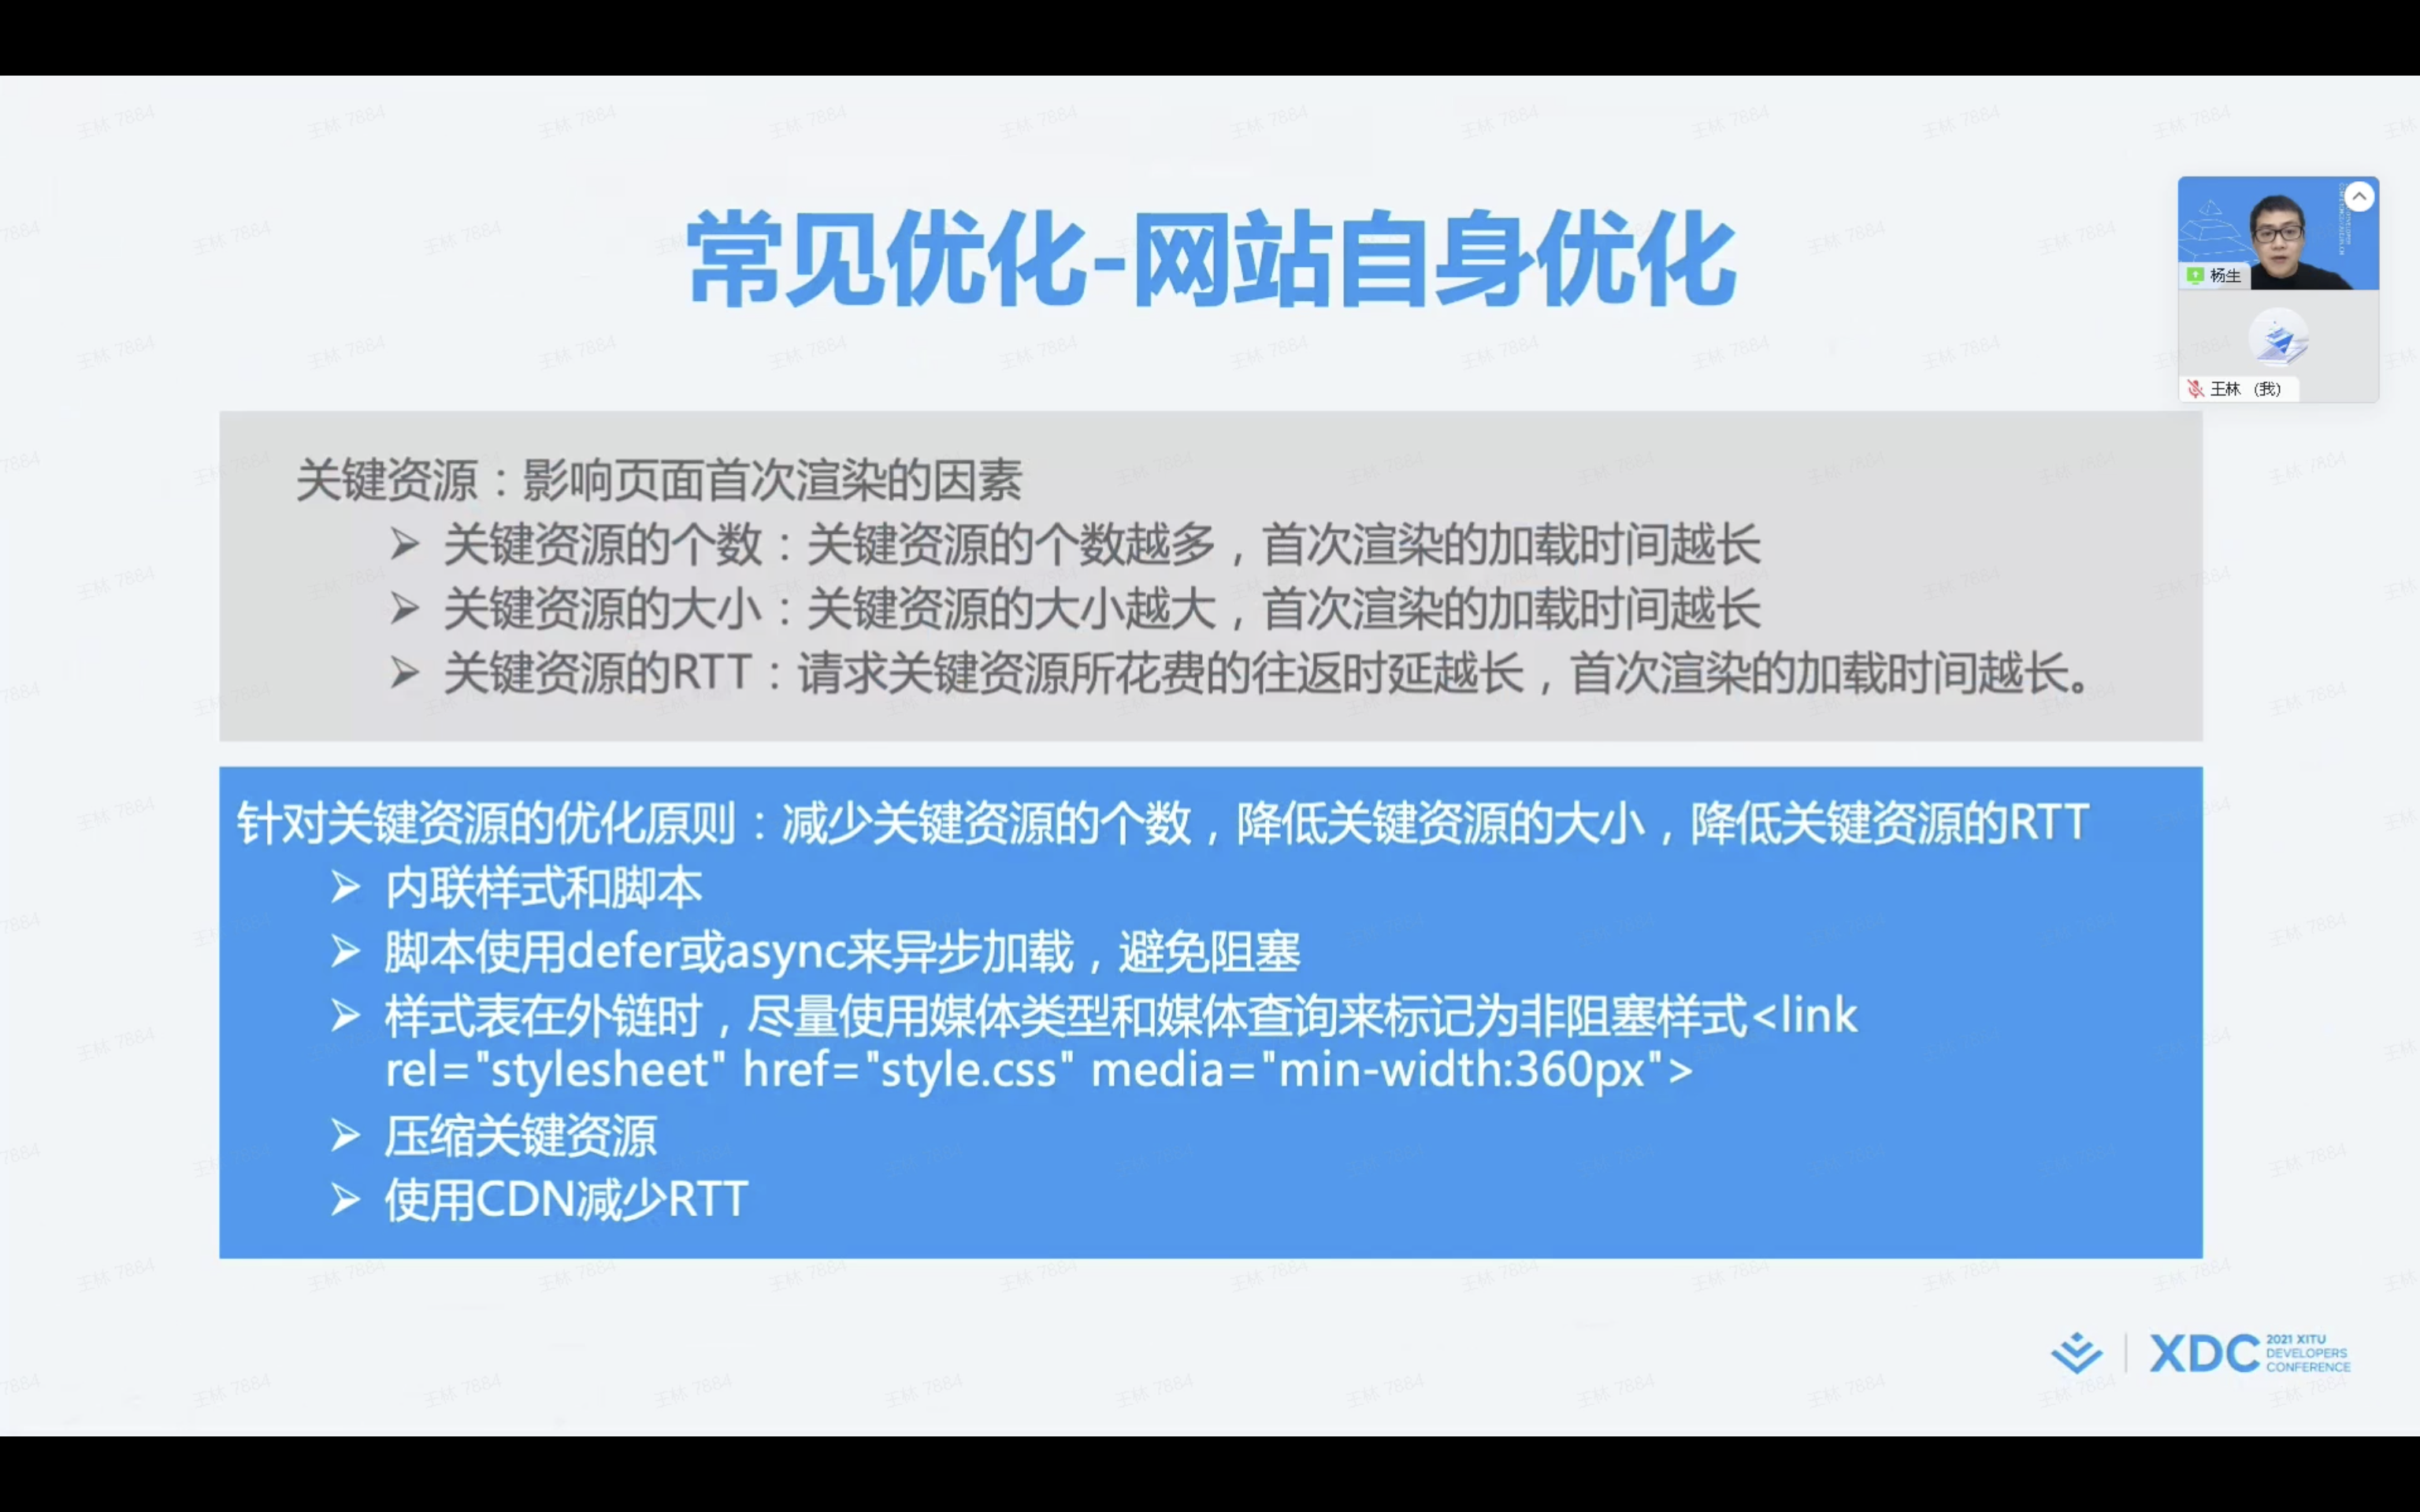 常见优化-网站自身优化
杨生
王林 （我）
关键资源：影响页面首次渲染的因素
➢ 关键资源的个数：关键资源的个数越多，首次渲染的加载时间越长
➢ 关键资源的大小：关键资源的大小越大，首次渲染的加载时间越长
➢ 关键资源的RTT：请求关键资源所花费的往返时延越长，首次渲染的加载时间越长。
针对关键资源的优化原则：减少关键资源的个数，降低关键资源的大小，降低关键资源的RTT
➢ 内联样式和脚本
➢ 脚本使用defer或async来异步加载，避免阻塞
➢ 样式表在外链时，尽量使用媒体类型和媒体查询来标记为非阻塞样式<link
rel="stylesheet" href="style.css" media="min-width:360px">
➢ 压缩关键资源
➢ 使用CDN减少RTT
XDC
2021 XITU
DEVELOPERS
CONFERENCE
王林 7884